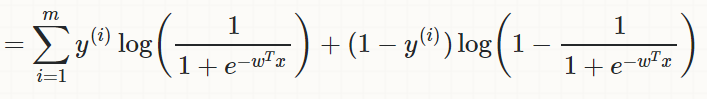 $$= \sum_{i=1}^{m} y^{(i)} \log\left(\frac{1}{1+e^{-w^T x}}\right) + (1-y^{(i)}) \log\left(1-\frac{1}{1+e^{-w^T x}}\right)$$